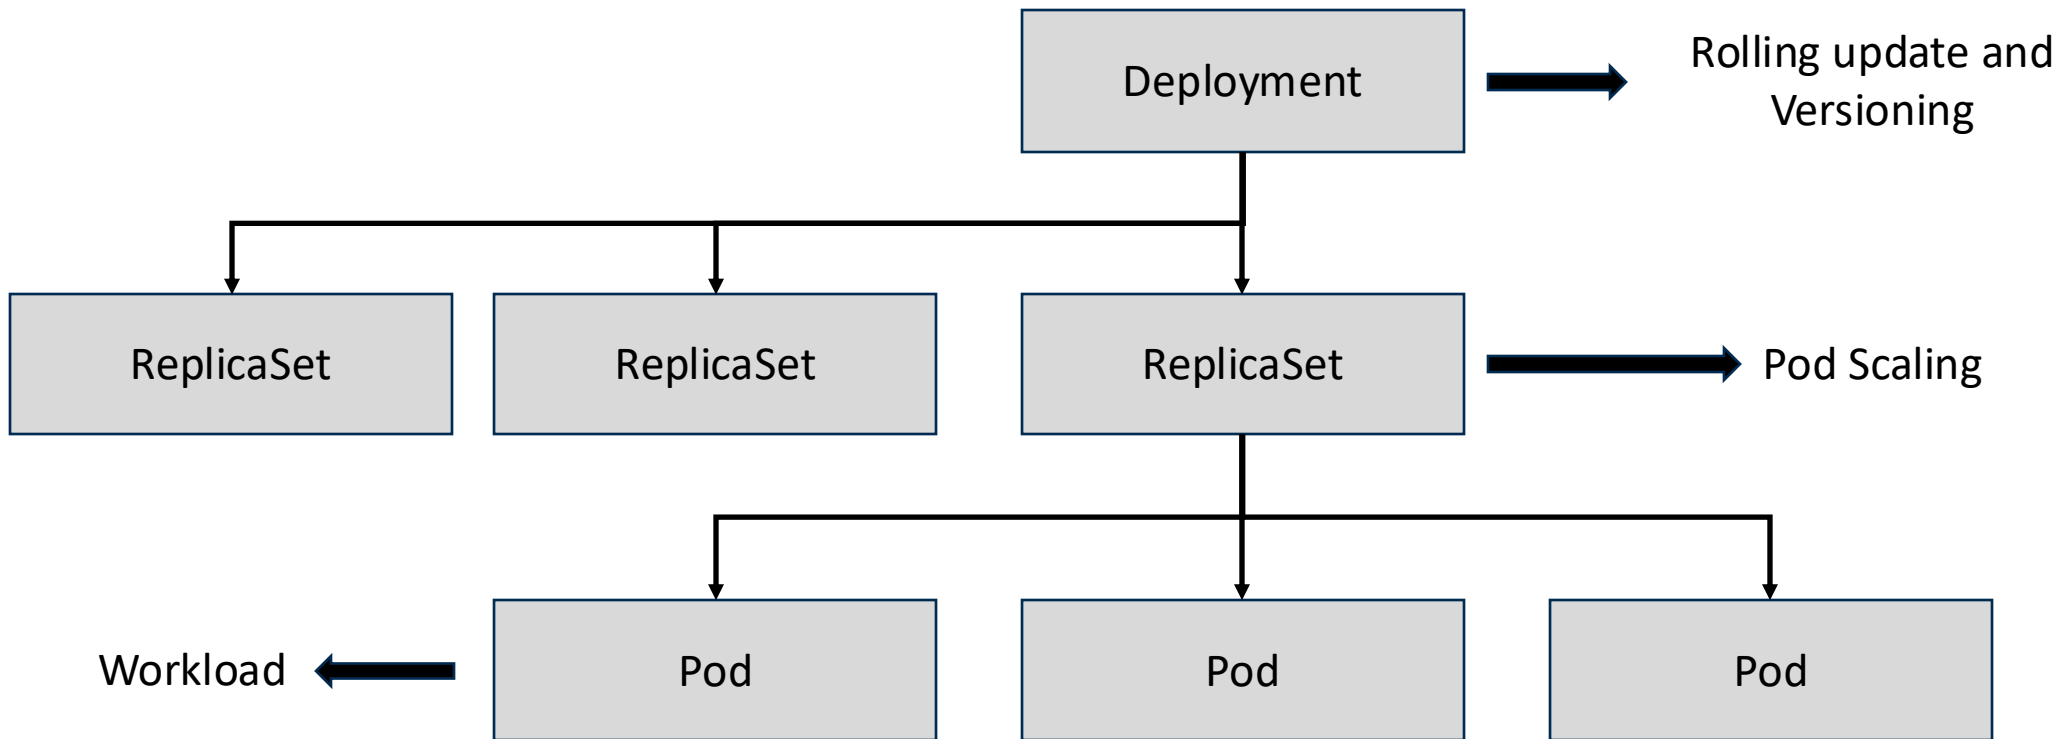 Deployment
Rolling update and
Versioning
ReplicaSet
ReplicaSet
ReplicaSet
Pod Scaling
Workload
Pod
Pod
Pod